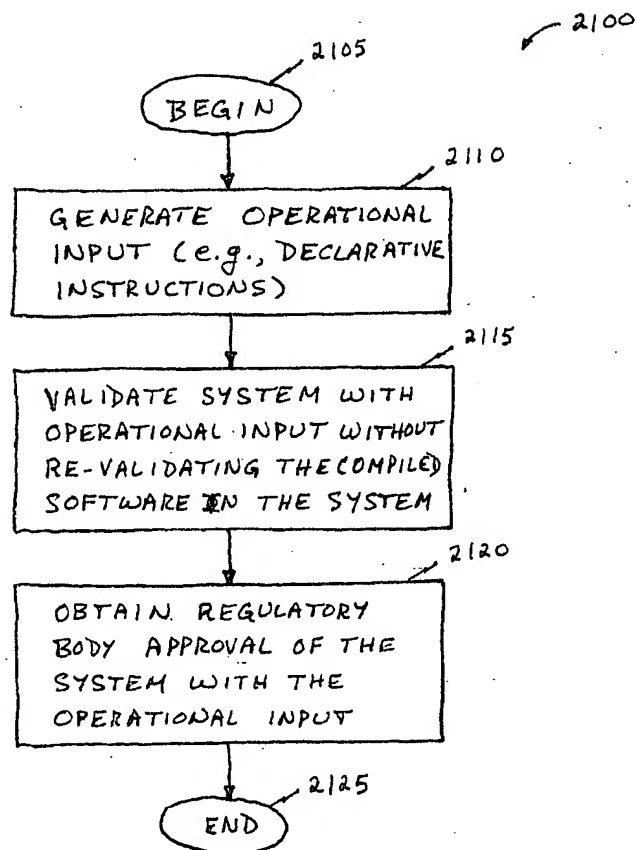 2100
2105
BEGIN
2110
GENERATE OPERATIONAL
INPUT (e.g., DECLARATIVE
INSTRUCTIONS)
2115
VALIDATE SYSTEM WITH
OPERATIONAL INPUT WITHOUT
RE-VALIDATING THE COMPILED
SOFTWARE IN THE SYSTEM
2120
OBTAIN REGULATORY
BODY APPROVAL OF THE
SYSTEM WITH THE
OPERATIONAL INPUT
2125
END